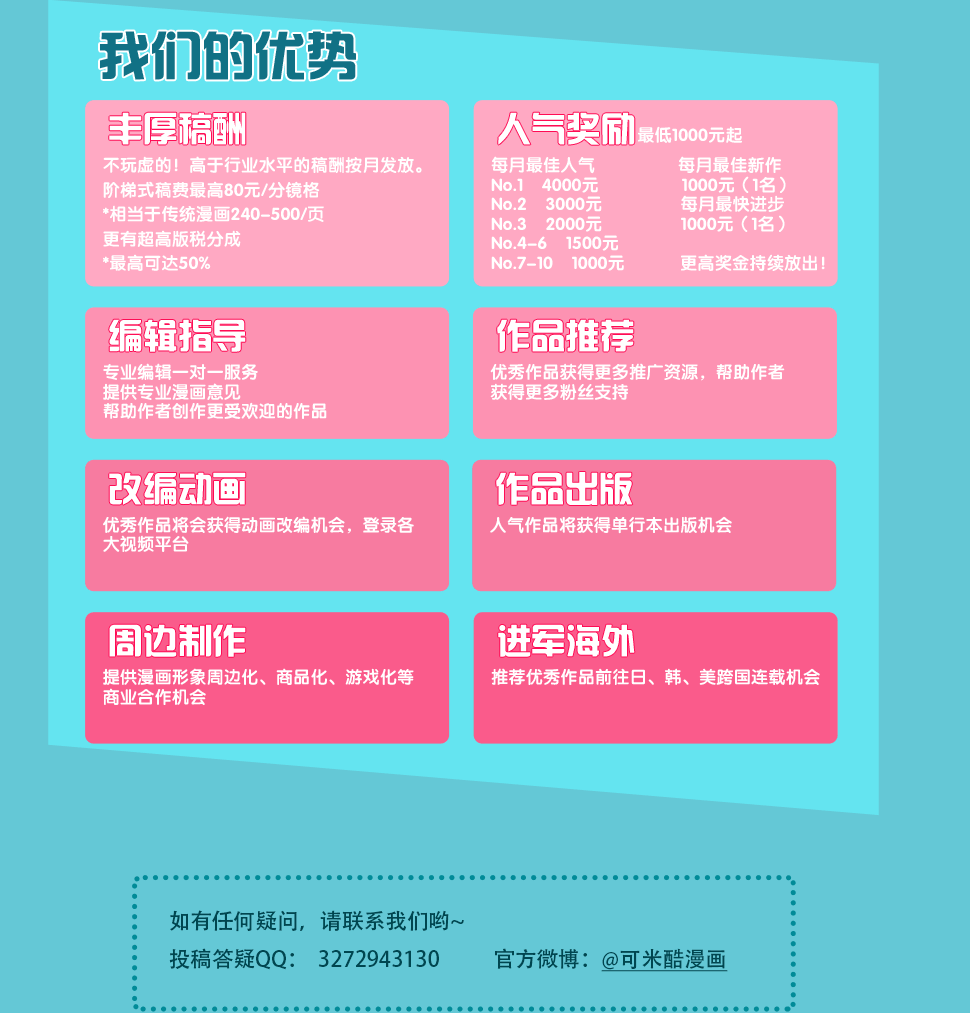 我们的优势
丰厚稿酬
不玩虚的！高于行业水平的稿酬按月发放。
阶梯式稿费最高80元/分镜格
*相当于传统漫画240-500/页
更有超高版税分成
*最高可达50%
人气奖励最低1000元起
每月最佳人气 每月最佳新作
No.1 4000元 1000元（1名）
No.2 3000元 每月最快进步
No.3 2000元 1000元（1名）
No.4-6 1500元
No.7-10 1000元 更高奖金持续放出！
编辑指导
专业编辑一对一服务
提供专业漫画意见
帮助作者创作更受欢迎的作品
作品推荐
优秀作品获得更多推广资源，帮助作者
获得更多粉丝支持
改编动画
优秀作品将会获得动画改编机会，登录各
大视频平台
作品出版
人气作品将获得单行本出版机会
周边制作
提供漫画形象周边化、商品化、游戏化等
商业合作机会
进军海外
推荐优秀作品前往日、韩、美跨国连载机会
如有任何疑问，请联系我们哟~
投稿答疑QQ： 3272943130 官方微博：@可米酷漫画